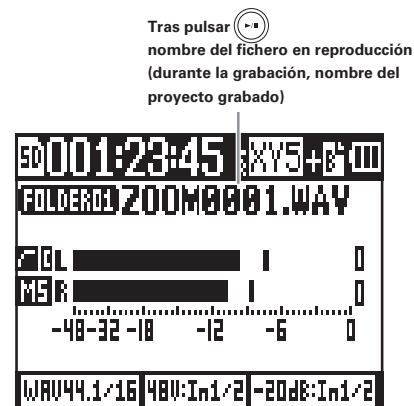 Tras pulsar
nombre del fichero en reproducción
(durante la grabación, nombre del
proyecto grabado)
SD 001:23:45 XY5
FOLDER01 ZOOM0001.WAV
L 0
MS R 0
-48-32 -18 -12 -6 0
WAV44.1/16 48V:In1/2 -20dB:In1/2